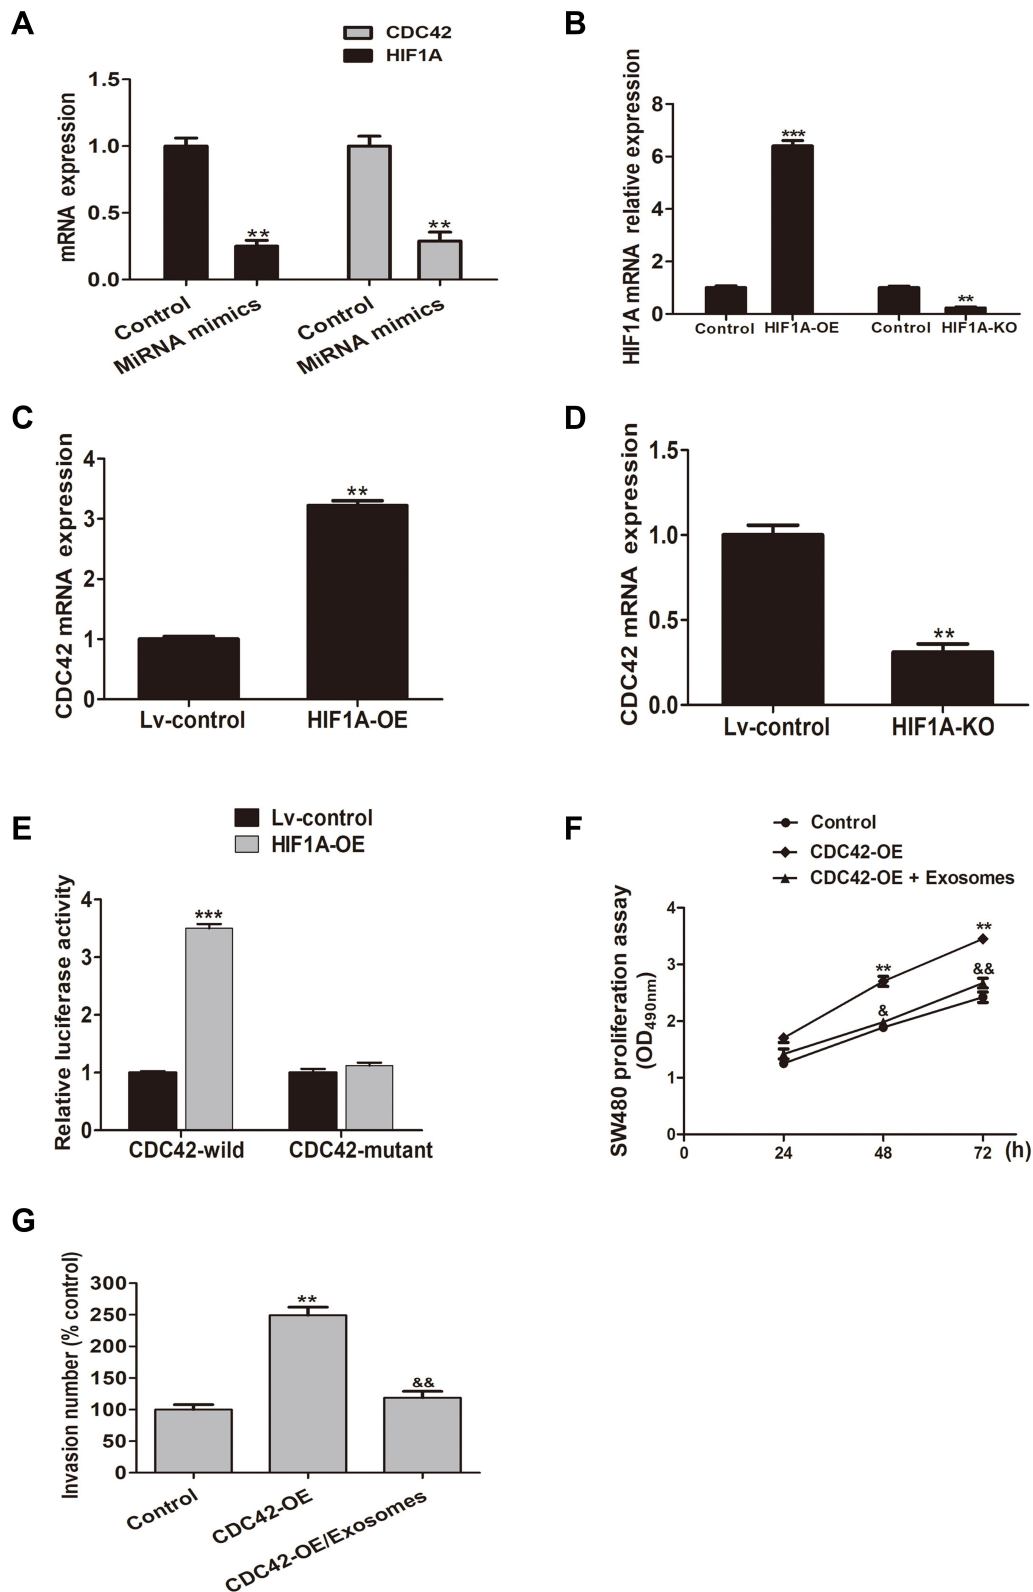 A
CDC42
HIF1A
mRNA expression
1.5
1.0
0.5
0.0
**
**
Control
MiRNA mimics
Control
MiRNA mimics
B
HIF1A mRNA relative expression
8
6
4
2
0
***
**
Control
HIF1A-OE
Control
HIF1A-KO
C
CDC42 mRNA expression
4
3
2
1
0
**
Lv-control
HIF1A-OE
D
CDC42 mRNA expression
1.5
1.0
0.5
0.0
**
Lv-control
HIF1A-KO
E
Lv-control
HIF1A-OE
Relative luciferase activity
4
3
2
1
0
***
CDC42-wild
CDC42-mutant
F
Control
CDC42-OE
CDC42-OE + Exosomes
SW480 proliferation assay
(OD490nm)
4
3
2
1
0
**
**
&
&&
0
24
48
72
(h)
G
Invasion number (% control)
300
250
200
150
100
50
0
**
&&
Control
CDC42-OE
CDC42-OE/Exosomes